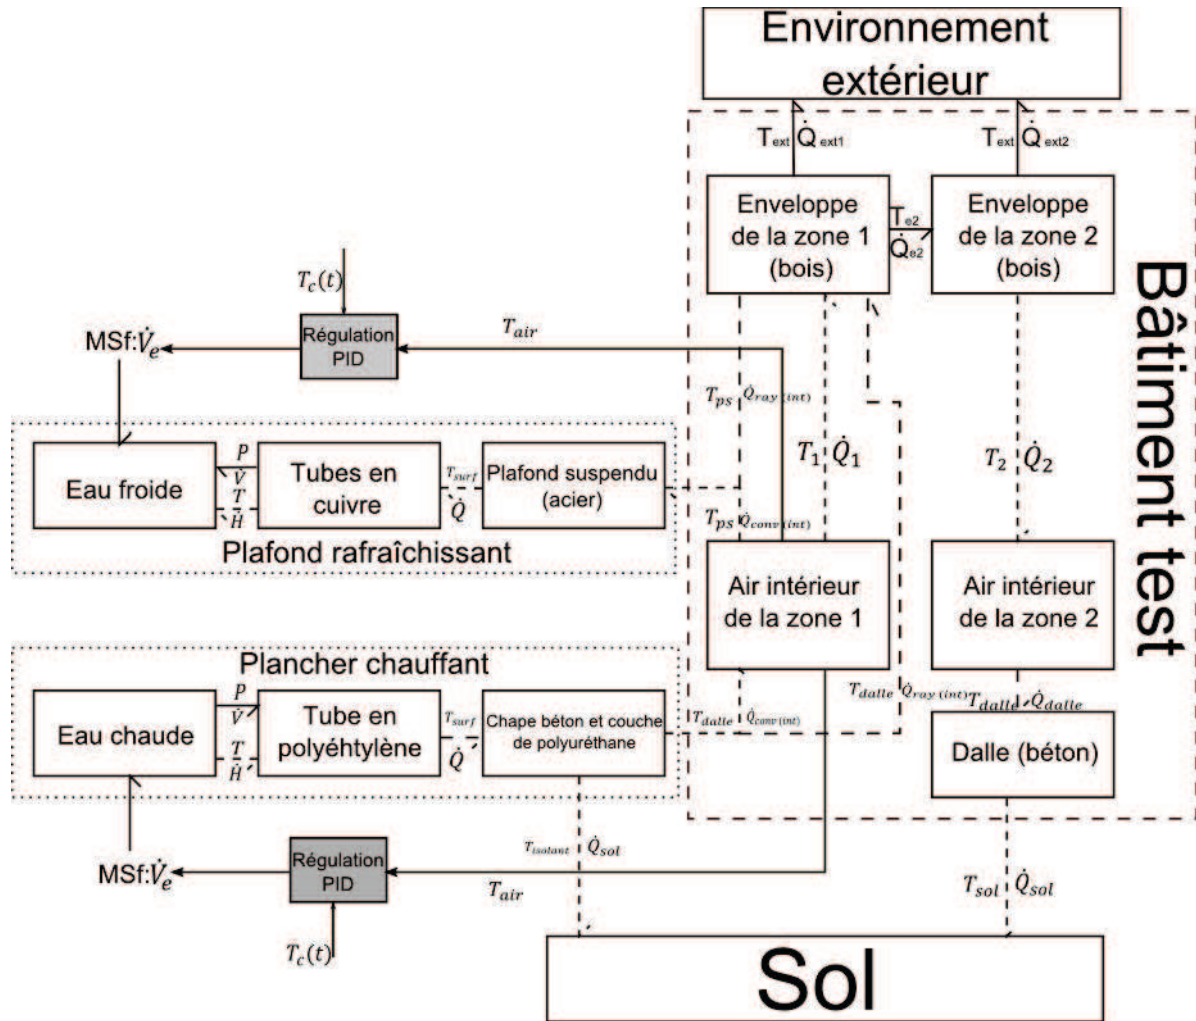 Environnement
extérieur
T_ext Q̇_ext1
T_ext Q̇_ext2
Enveloppe
de la zone 1
(bois)
T_e2
Q̇_e2
Enveloppe
de la zone 2
(bois)
Bâtiment test
T_c(t)
Régulation
PID
T_air
MSf:V̇_e
T_ps Q̇_ray(int)
T_1 Q̇_1
T_2 Q̇_2
Eau froide
P
V̇
T
Ḣ
Tubes en
cuivre
T_surf
Q̇
Plafond suspendu
(acier)
Plafond rafraîchissant
T_ps Q̇_conv(int)
Air intérieur
de la zone 1
Air intérieur
de la zone 2
Plancher chauffant
Eau chaude
P
V̇
T
Ḣ
Tube en
polyéhtylène
T_surf
Q̇
Chape béton et couche
de polyuréthane
T_dalle Q̇_conv(int)
T_dalle Q̇_ray(int)
T_dalle Q̇_dalle
Dalle (béton)
T_isolant Q̇_sol
T_sol Q̇_sol
MSf:V̇_e
Régulation
PID
T_air
T_c(t)
Sol